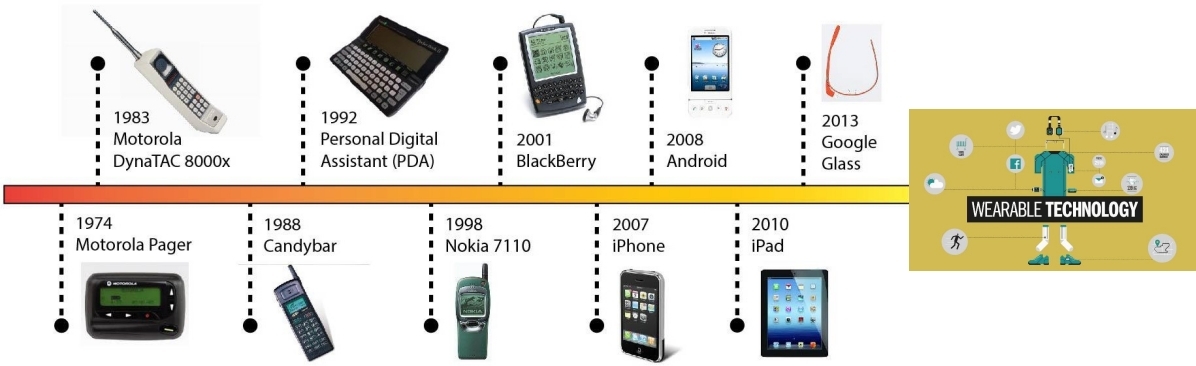 1983
Motorola
DynaTAC 8000x
1992
Personal Digital
Assistant (PDA)
2001
BlackBerry
2008
Android
2013
Google
Glass
1974
Motorola Pager
1988
Candybar
1998
Nokia 7110
2007
iPhone
2010
iPad
WEARABLE TECHNOLOGY
MOTOROLA
NOKIA